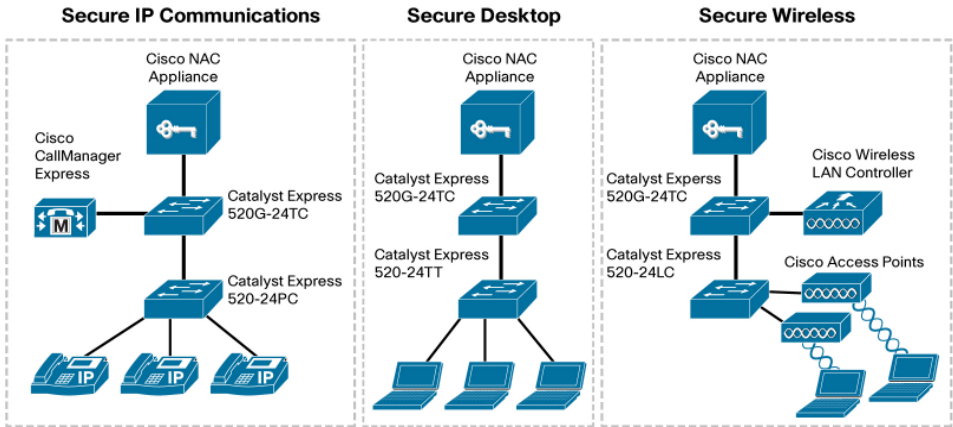 Secure IP Communications
Cisco NAC
Appliance
Cisco
CallManager
Express
M
Catalyst Express
520G-24TC
Catalyst Express
520-24PC
IP
IP
IP
Secure Desktop
Cisco NAC
Appliance
Catalyst Express
520G-24TC
Catalyst Express
520-24TT
Secure Wireless
Cisco NAC
Appliance
Catalyst Experss
520G-24TC
Cisco Wireless
LAN Controller
Catalyst Express
520-24LC
Cisco Access Points